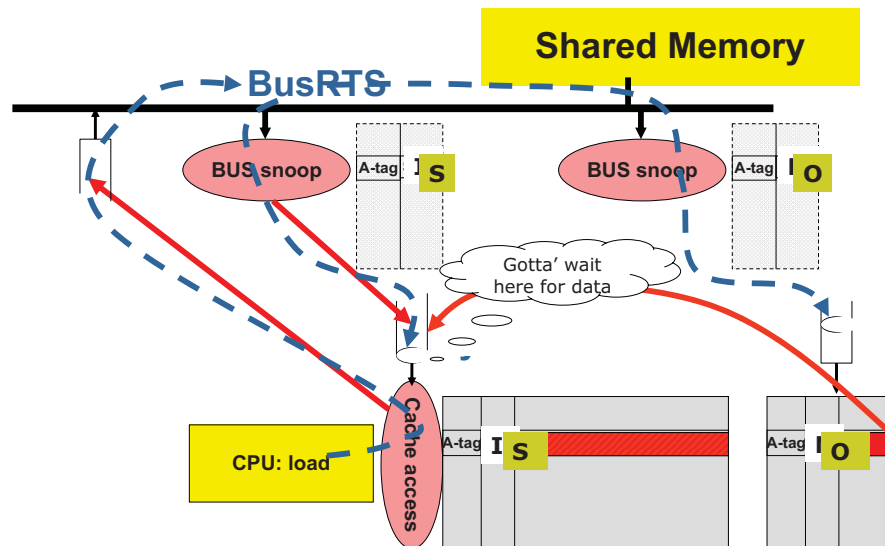 Shared Memory
BusRTS
BUS snoop
A-tag
I
S
BUS snoop
A-tag
O
Gotta' wait
here for data
CPU: load
Cache access
A-tag
I
S
A-tag
O